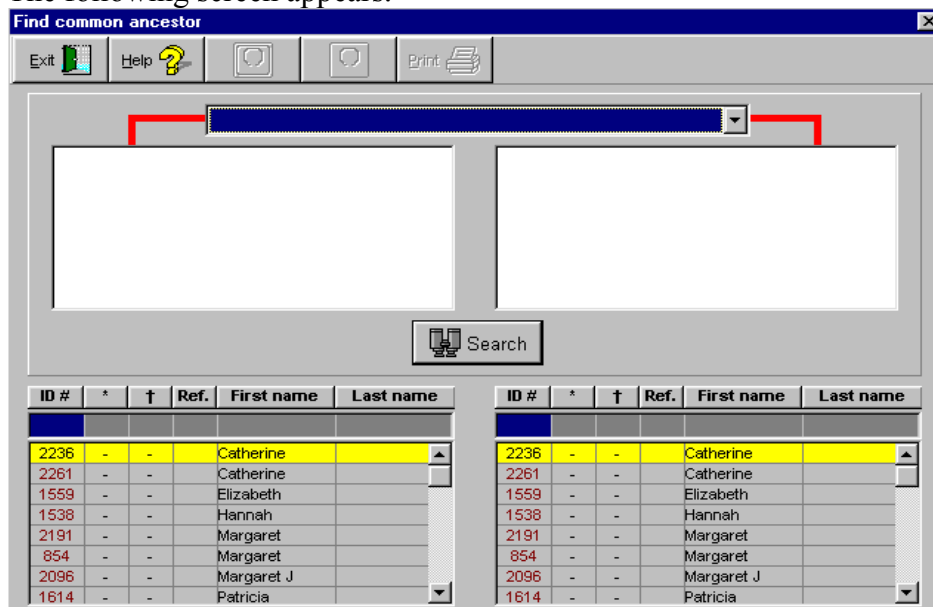 The following screen appears:
Find common ancestor
Exit Help Print
Search
ID # * † Ref. First name Last name ID # * † Ref. First name Last name
2236 - - Catherine 2236 - - Catherine
2261 - - Catherine 2261 - - Catherine
1559 - - Elizabeth 1559 - - Elizabeth
1538 - - Hannah 1538 - - Hannah
2191 - - Margaret 2191 - - Margaret
854 - - Margaret 854 - - Margaret
2096 - - Margaret J 2096 - - Margaret J
1614 - - Patricia 1614 - - Patricia